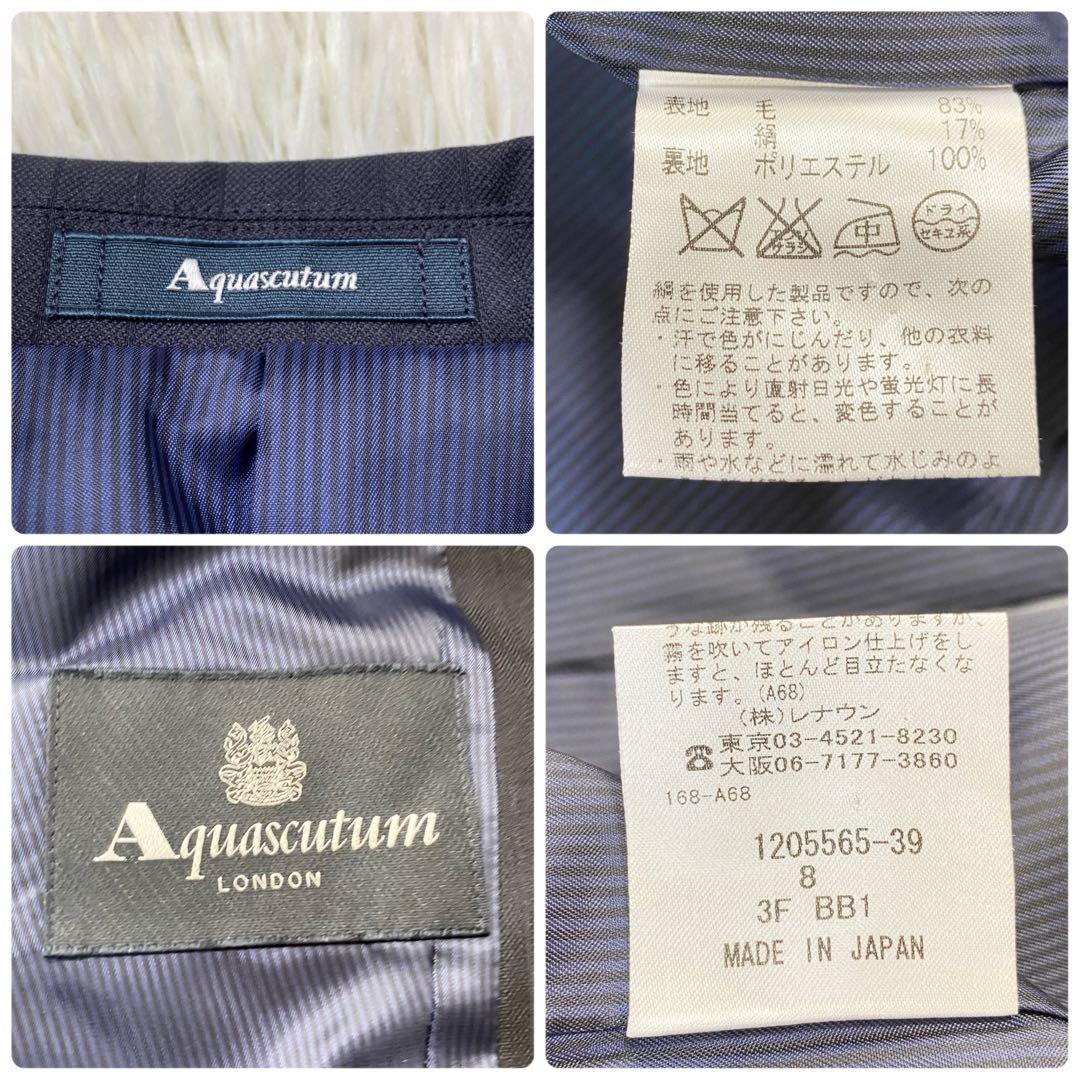 Aquascutum
表地 毛 83%
絹 17%
裏地 ポリエステル 100%
エンソ
サラシ
中
ドライ
セキユ系
絹を使用した製品ですので、次の
点にご注意下さい。
・汗で色がにじんだり、他の衣料
に移ることがあります。
・色により直射日光や蛍光灯に長
時間当てると、変色することが
あります。
・雨や水などに濡れて水じみのよ
Aquascutum
LONDON
うな跡が残ることがありますが、
霧を吹いてアイロン仕上げをし
ますと、ほとんど目立たなくな
ります。(A68)
(株)レナウン
☎東京03-4521-8230
大阪06-7177-3860
168-A68
1205565-39
8
3F BB1
MADE IN JAPAN